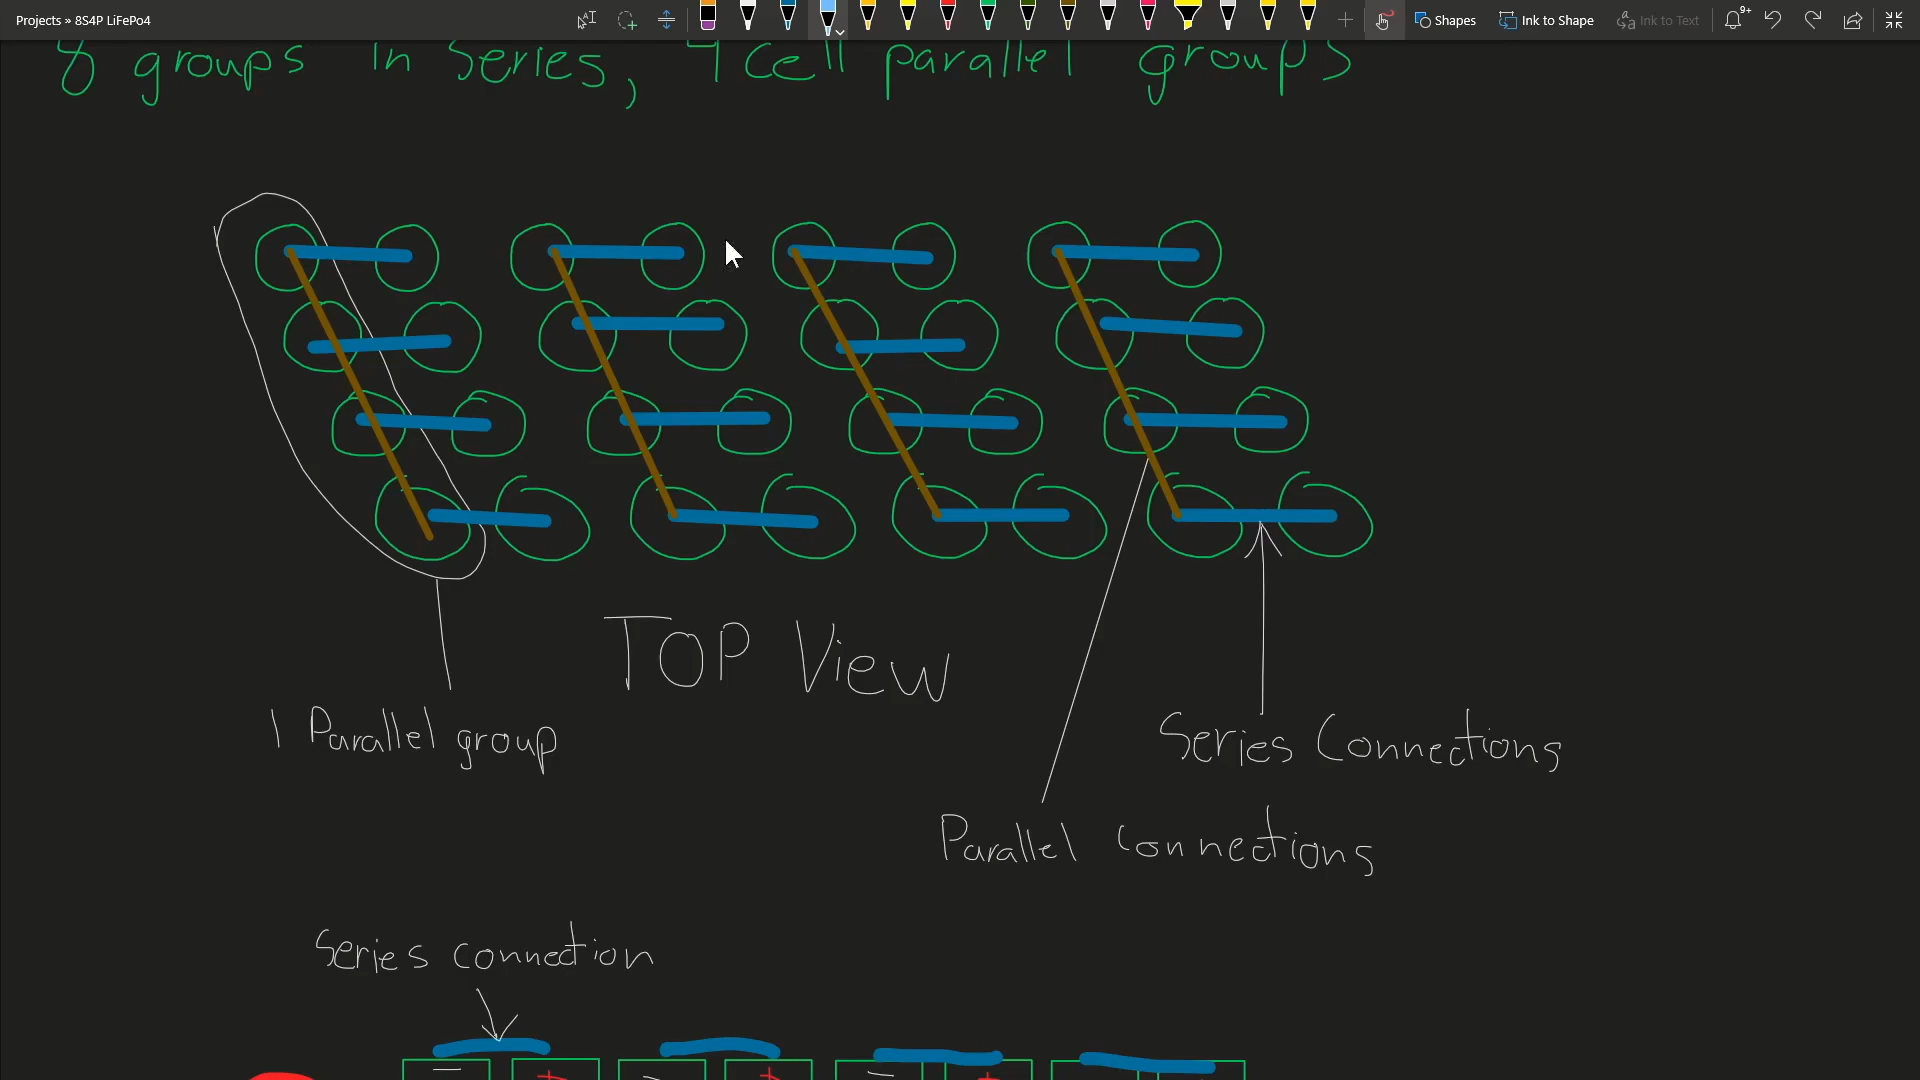 Projects » 8S4P LiFePo4
Shapes
Ink to Shape
Ink to Text
9+
8 groups in Series, 4 cell parallel groups
TOP View
1 Parallel group
Series Connections
Parallel connections
Series connection